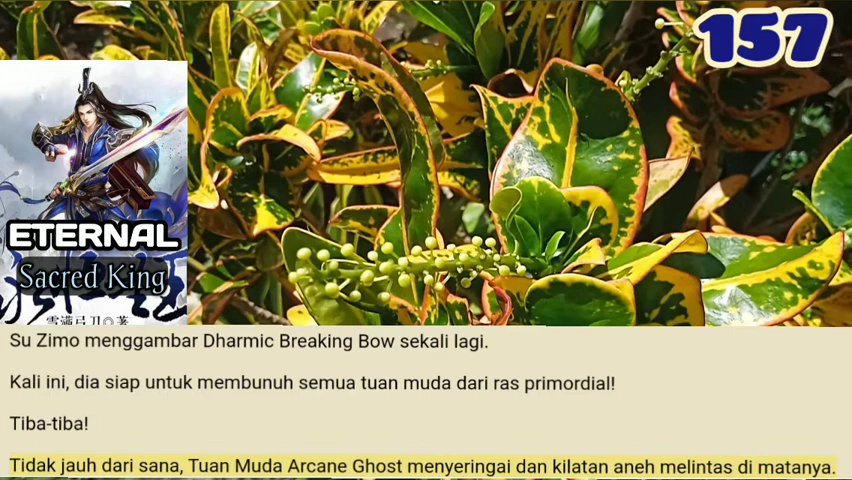 157
ETERNAL
Sacred King
Su Zimo menggambar Dharmic Breaking Bow sekali lagi.
Kali ini, dia siap untuk membunuh semua tuan muda dari ras primordial!
Tiba-tiba!
Tidak jauh dari sana, Tuan Muda Arcane Ghost menyeringai dan kilatan aneh melintas di matanya.